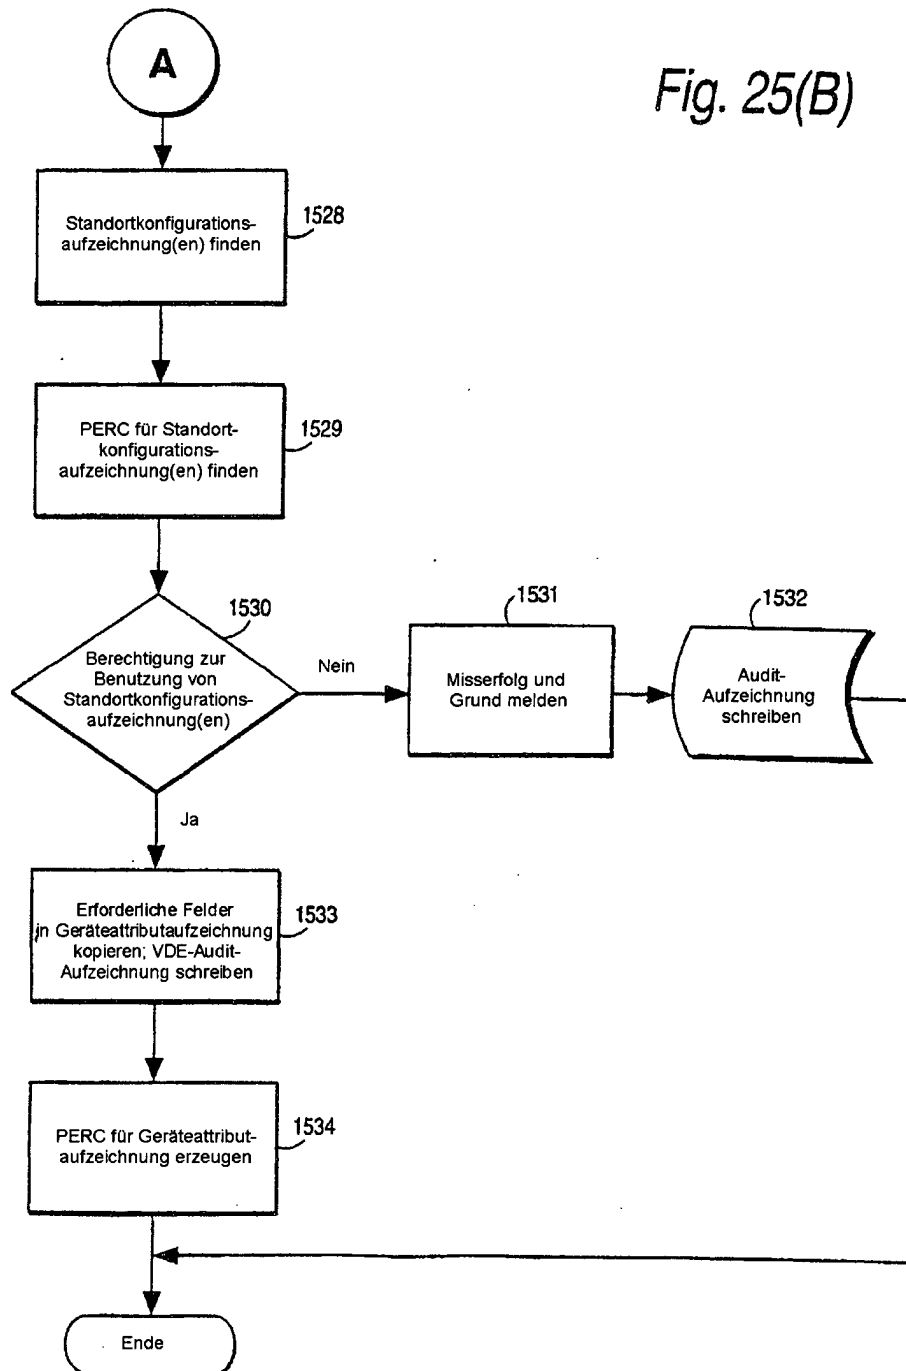 A
Fig. 25(B)
Standortkonfigurations-
aufzeichnung(en) finden
1528
PERC für Standort-
konfigurations-
aufzeichnung(en) finden
1529
Berechtigung zur
Benutzung von
Standortkonfigurations-
aufzeichnung(en)
1530
Nein
Misserfolg und
Grund melden
1531
Audit-
Aufzeichnung
schreiben
1532
Ja
Erforderliche Felder
in Geräteattributaufzeichnung
kopieren; VDE-Audit-
Aufzeichnung schreiben
1533
PERC für Geräteattribut-
aufzeichnung erzeugen
1534
Ende